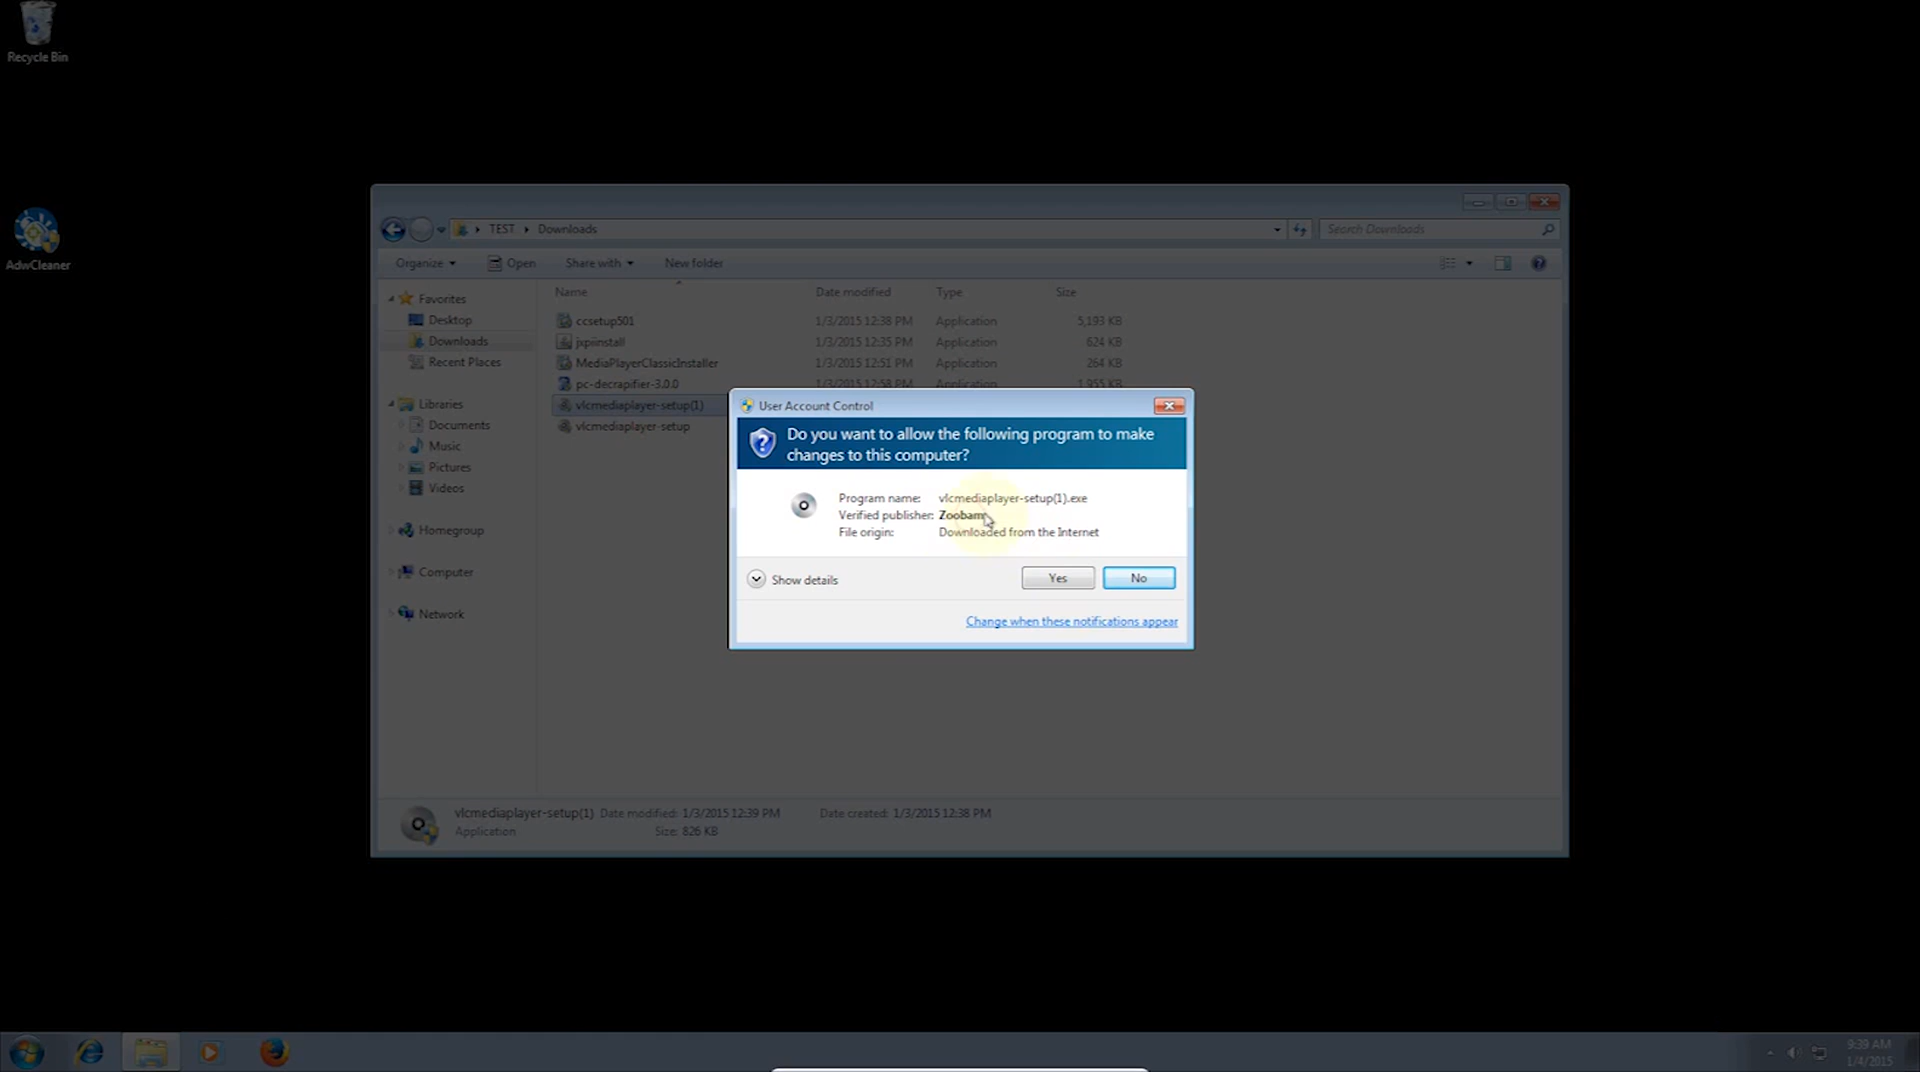 Recycle Bin
AdwCleaner
TEST Downloads
Search Downloads
Organize Open Share with New folder
Name Date modified Type Size
Favorites
Desktop
Downloads
Recent Places
Libraries
Documents
Music
Pictures
Videos
Homegroup
Computer
Network
ccsetup501 1/3/2015 12:38 PM Application 5,193 KB
jxpiinstall 1/3/2015 12:35 PM Application 624 KB
MediaPlayerClassicInstaller 1/3/2015 12:51 PM Application 264 KB
pc-decrapifier-3.0.0 1/3/2015 12:58 PM Application 1,955 KB
vlcmediaplayer-setup(1)
vlcmediaplayer-setup
User Account Control
Do you want to allow the following program to make
changes to this computer?
Program name: vlcmediaplayer-setup(1).exe
Verified publisher: Zoobam
File origin: Downloaded from the Internet
Show details
Yes No
Change when these notifications appear
vlcmediaplayer-setup(1) Date modified: 1/3/2015 12:39 PM Date created: 1/3/2015 12:38 PM
Application Size: 826 KB
9:39 AM
1/4/2015